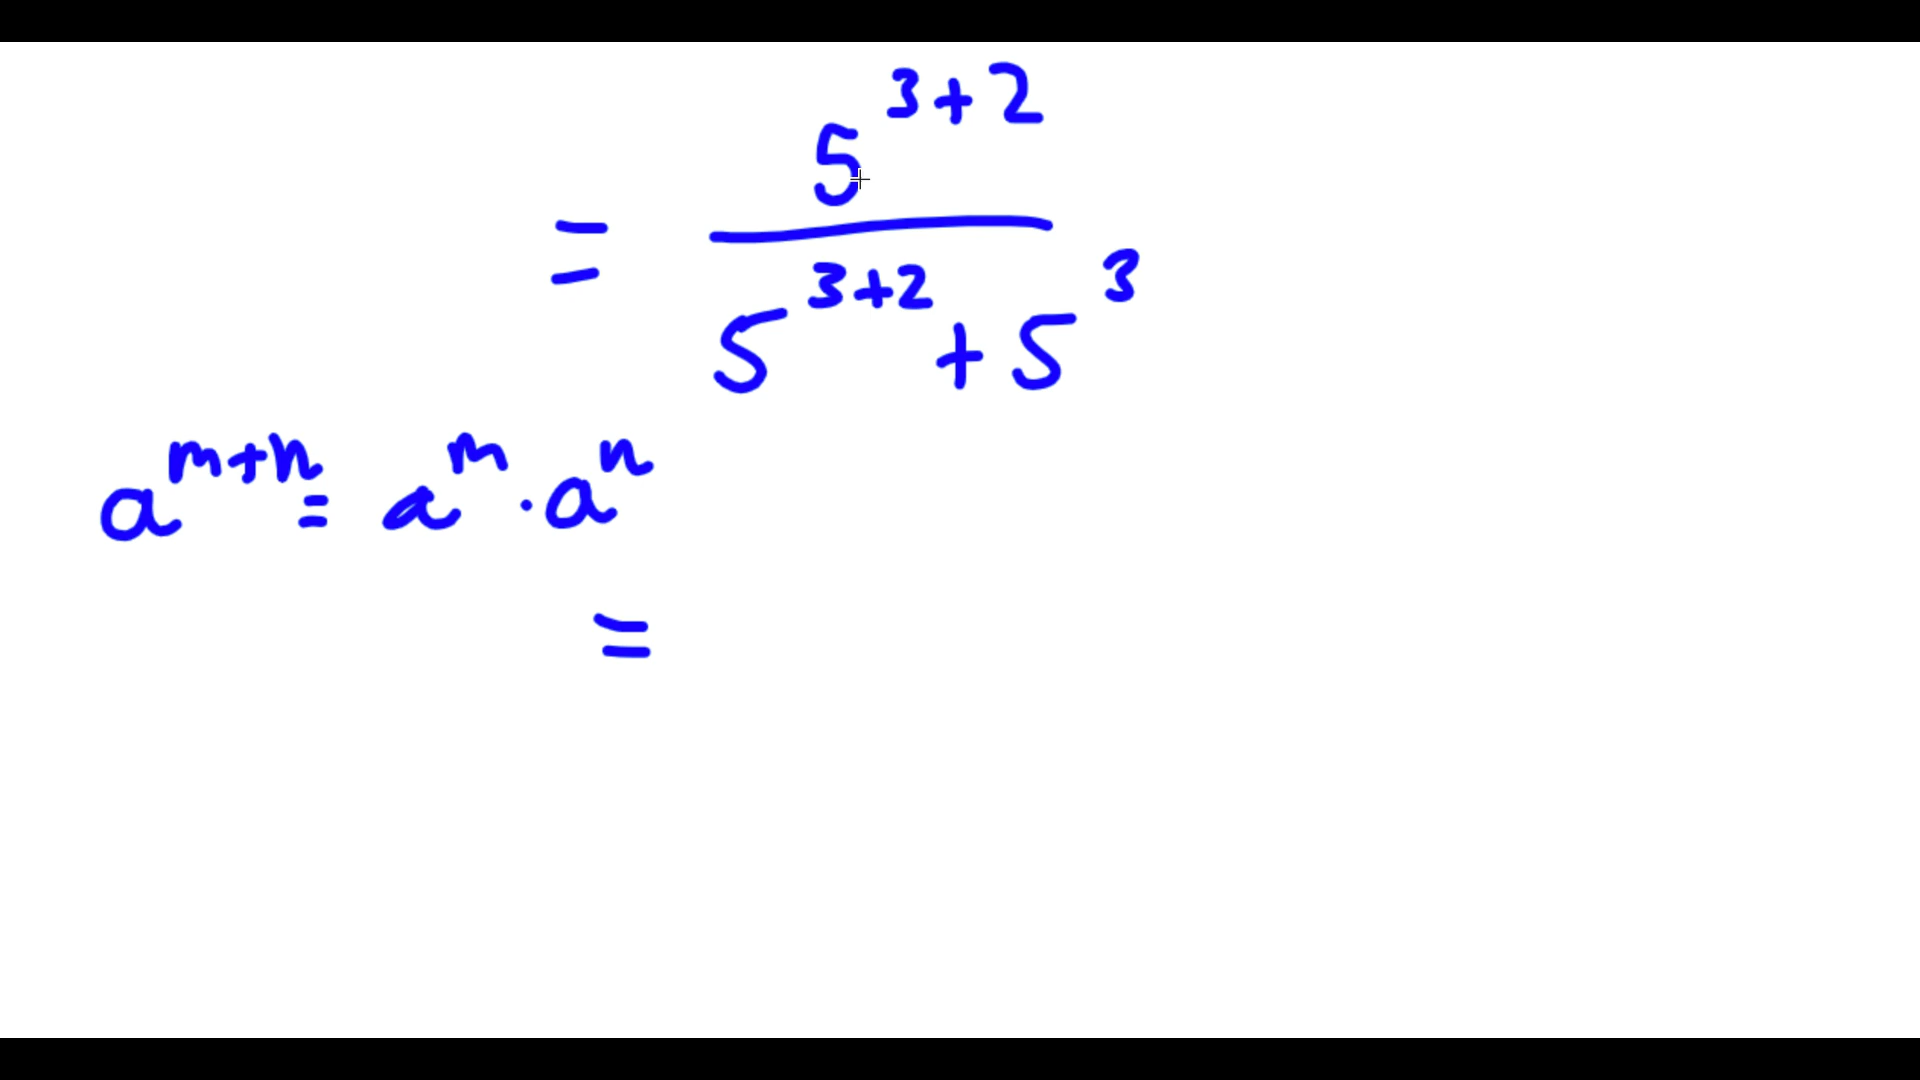 = 5^{3+2} / (5^{3+2} + 5^3)
a^{m+n} = a^m · a^n
=